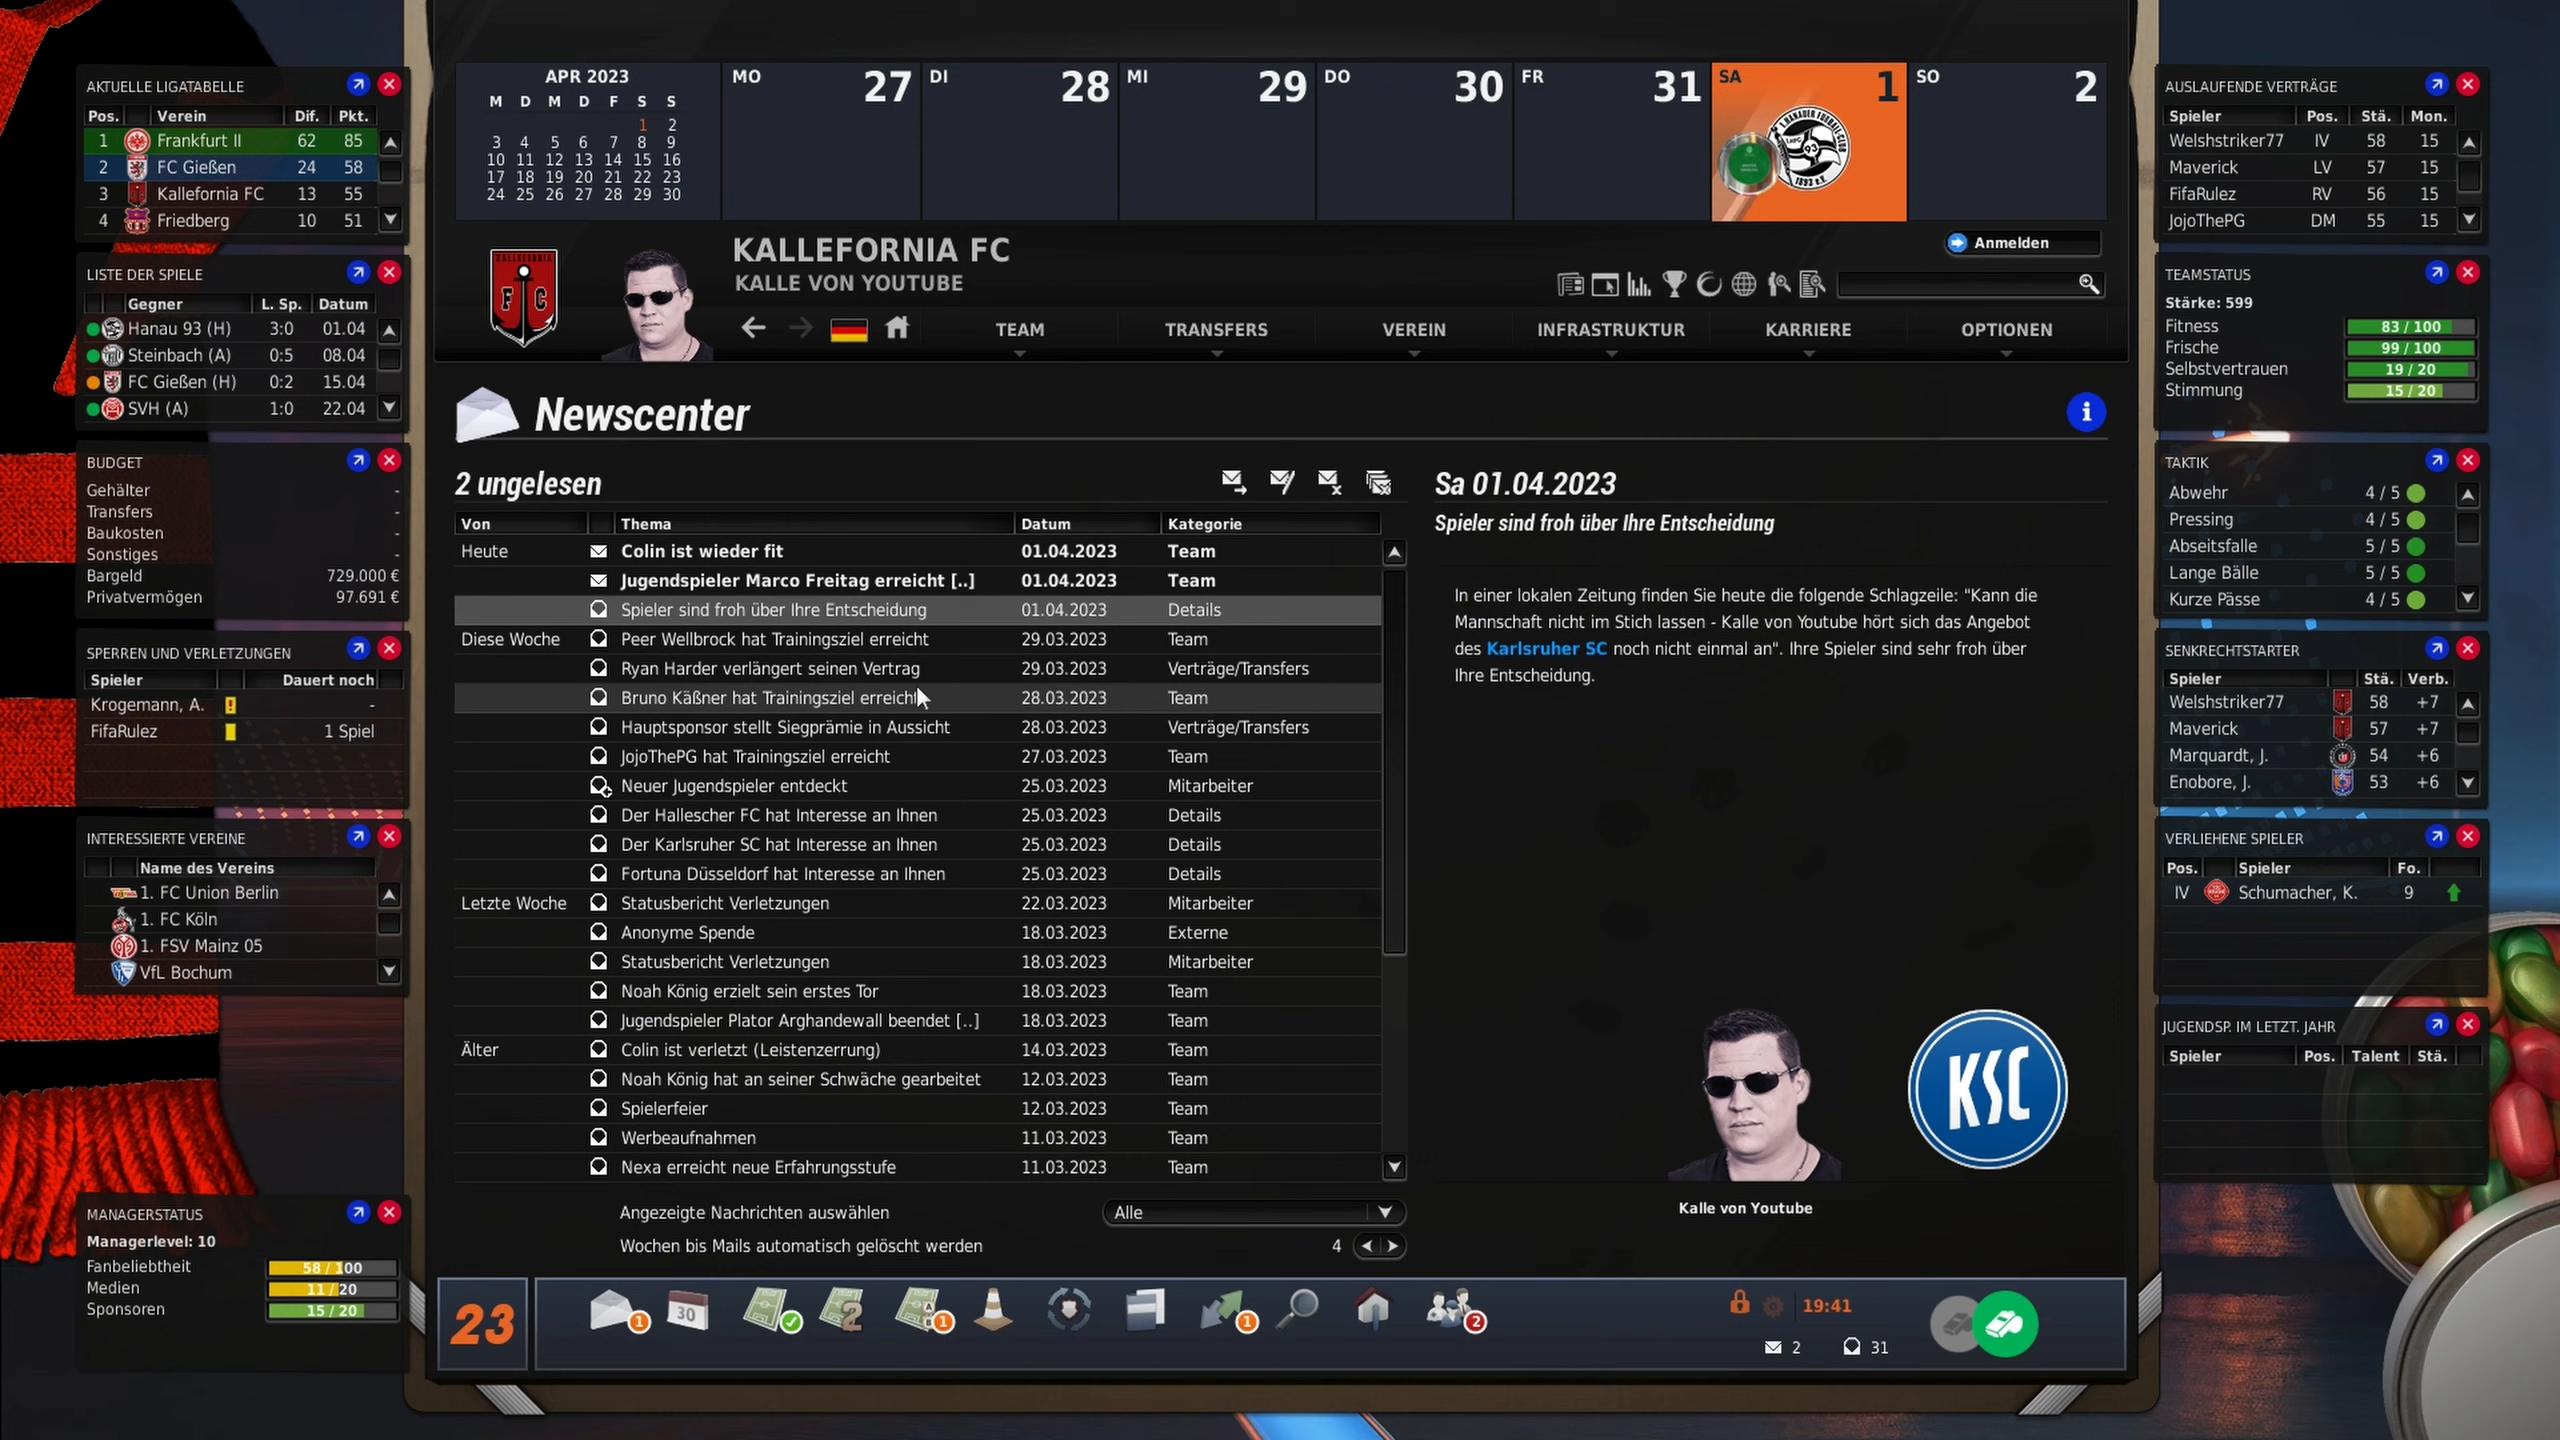 APR 2023
M D M D F S S
1 2
3 4 5 6 7 8 9
10 11 12 13 14 15 16
17 18 19 20 21 22 23
24 25 26 27 28 29 30
MO 27
DI 28
MI 29
DO 30
FR 31
SA 1
SO 2
KALLEFORNIA FC
KALLE VON YOUTUBE
Anmelden
TEAM TRANSFERS VEREIN INFRASTRUKTUR KARRIERE OPTIONEN
AKTUELLE LIGATABELLE
Pos. Verein Dif. Pkt.
1 Frankfurt II 62 85
2 FC Gießen 24 58
3 Kallefornia FC 13 55
4 Friedberg 10 51
LISTE DER SPIELE
Gegner L. Sp. Datum
Hanau 93 (H) 3:0 01.04
Steinbach (A) 0:5 08.04
FC Gießen (H) 0:2 15.04
SVH (A) 1:0 22.04
BUDGET
Gehälter -
Transfers -
Baukosten -
Sonstiges -
Bargeld 729.000 €
Privatvermögen 97.691 €
SPERREN UND VERLETZUNGEN
Spieler Dauert noch
Krogemann, A. -
FifaRulez 1 Spiel
INTERESSIERTE VEREINE
Name des Vereins
1. FC Union Berlin
1. FC Köln
1. FSV Mainz 05
VfL Bochum
MANAGERSTATUS
Managerlevel: 10
Fanbeliebtheit 58 / 100
Medien 11 / 20
Sponsoren 15 / 20
Newscenter
2 ungelesen
Von Thema Datum Kategorie
Heute Colin ist wieder fit 01.04.2023 Team
Jugendspieler Marco Freitag erreicht [..] 01.04.2023 Team
Spieler sind froh über Ihre Entscheidung 01.04.2023 Details
Diese Woche Peer Wellbrock hat Trainingsziel erreicht 29.03.2023 Team
Ryan Harder verlängert seinen Vertrag 29.03.2023 Verträge/Transfers
Bruno Käßner hat Trainingsziel erreicht 28.03.2023 Team
Hauptsponsor stellt Siegprämie in Aussicht 28.03.2023 Verträge/Transfers
JojoThePG hat Trainingsziel erreicht 27.03.2023 Team
Neuer Jugendspieler entdeckt 25.03.2023 Mitarbeiter
Der Hallescher FC hat Interesse an Ihnen 25.03.2023 Details
Der Karlsruher SC hat Interesse an Ihnen 25.03.2023 Details
Fortuna Düsseldorf hat Interesse an Ihnen 25.03.2023 Details
Letzte Woche Statusbericht Verletzungen 22.03.2023 Mitarbeiter
Anonyme Spende 18.03.2023 Externe
Statusbericht Verletzungen 18.03.2023 Mitarbeiter
Noah König erzielt sein erstes Tor 18.03.2023 Team
Jugendspieler Plator Arghandewall beendet [..] 18.03.2023 Team
Älter Colin ist verletzt (Leistenzerrung) 14.03.2023 Team
Noah König hat an seiner Schwäche gearbeitet 12.03.2023 Team
Spielerfeier 12.03.2023 Team
Werbeaufnahmen 11.03.2023 Team
Nexa erreicht neue Erfahrungsstufe 11.03.2023 Team
Angezeigte Nachrichten auswählen Alle
Wochen bis Mails automatisch gelöscht werden 4
Sa 01.04.2023
Spieler sind froh über Ihre Entscheidung
In einer lokalen Zeitung finden Sie heute die folgende Schlagzeile: "Kann die
Mannschaft nicht im Stich lassen - Kalle von Youtube hört sich das Angebot
des Karlsruher SC noch nicht einmal an". Ihre Spieler sind sehr froh über
Ihre Entscheidung.
KSC
Kalle von Youtube
23
1 30 2 1 1 2
19:41
2 31
AUSLAUFENDE VERTRÄGE
Spieler Pos. Stä. Mon.
Welshstriker77 IV 58 15
Maverick LV 57 15
FifaRulez RV 56 15
JojoThePG DM 55 15
TEAMSTATUS
Stärke: 599
Fitness 83 / 100
Frische 99 / 100
Selbstvertrauen 19 / 20
Stimmung 15 / 20
TAKTIK
Abwehr 4 / 5
Pressing 4 / 5
Abseitsfalle 5 / 5
Lange Bälle 5 / 5
Kurze Pässe 4 / 5
SENKRECHTSTARTER
Spieler Stä. Verb.
Welshstriker77 58 +7
Maverick 57 +7
Marquardt, J. 54 +6
Enobore, J. 53 +6
VERLIEHENE SPIELER
Pos. Spieler Fo.
IV Schumacher, K. 9
JUGENDSP. IM LETZT. JAHR
Spieler Pos. Talent Stä.